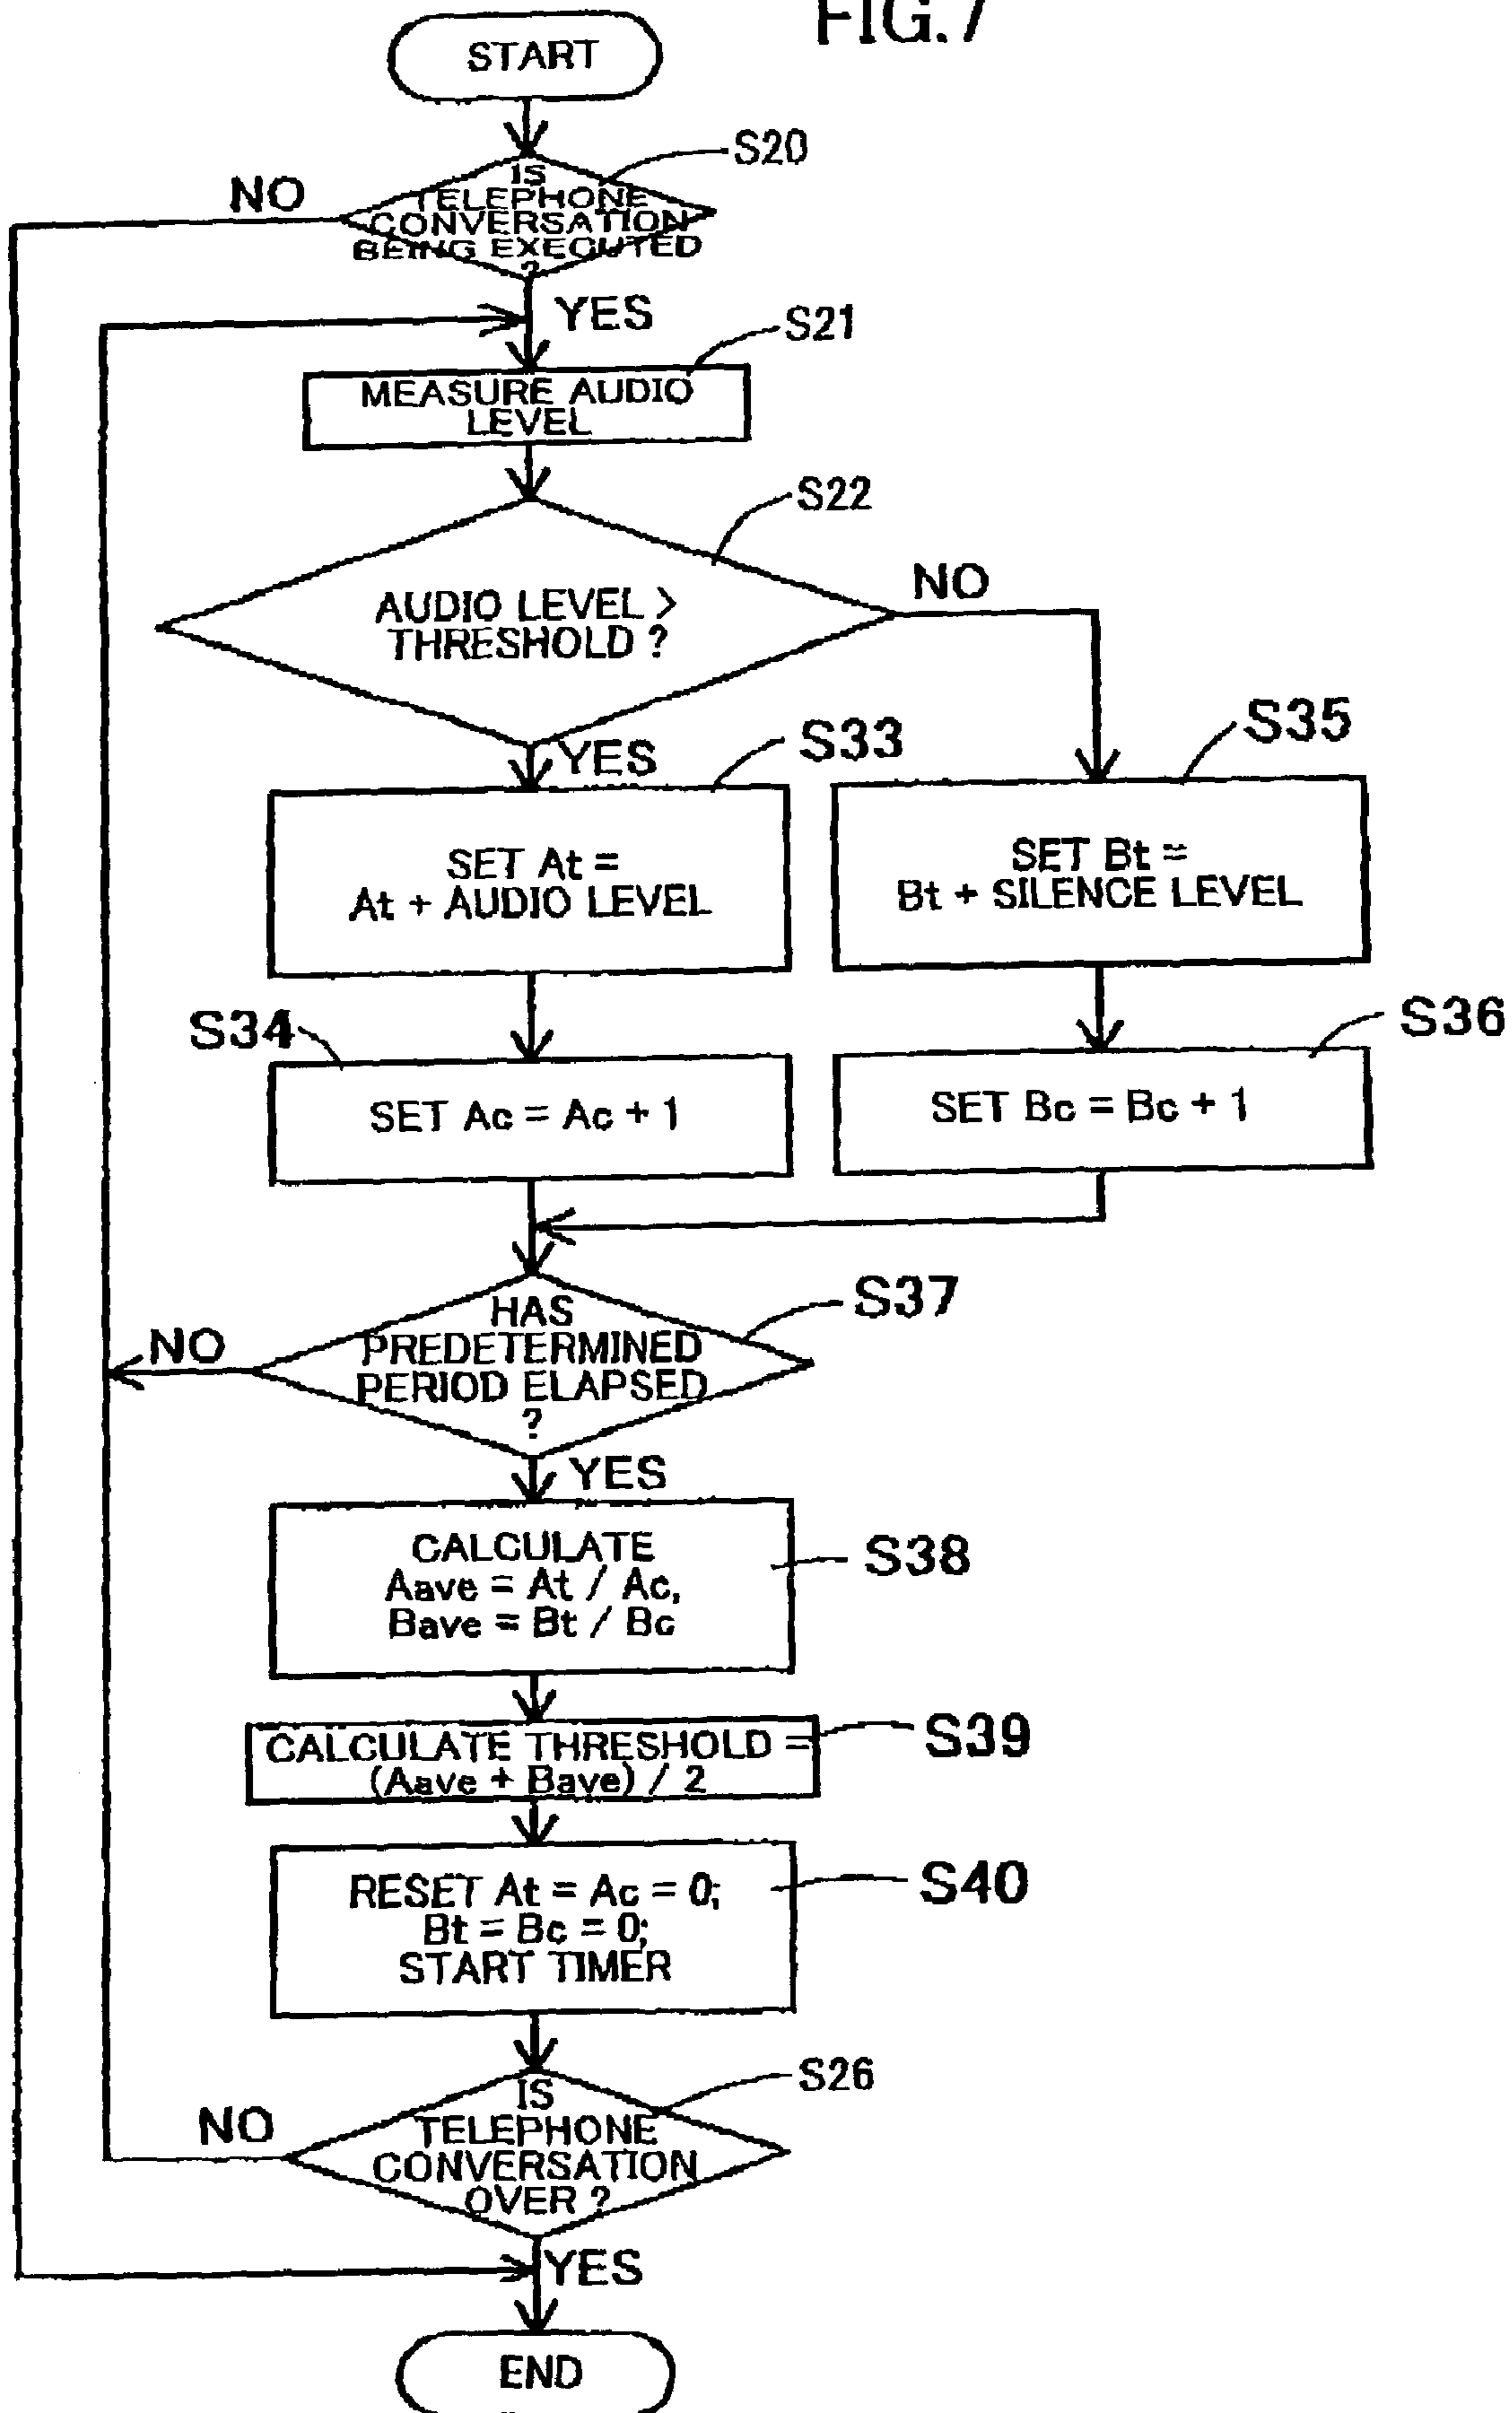 FIG.7
START
S20
IS
TELEPHONE
CONVERSATION
BEING EXECUTED
?
NO
YES
S21
MEASURE AUDIO
LEVEL
S22
AUDIO LEVEL >
THRESHOLD ?
NO
YES
S33
SET At =
At + AUDIO LEVEL
S35
SET Bt =
Bt + SILENCE LEVEL
S34
SET Ac = Ac + 1
S36
SET Bc = Bc + 1
S37
HAS
PREDETERMINED
PERIOD ELAPSED
?
NO
YES
S38
CALCULATE
Aave = At / Ac,
Bave = Bt / Bc
S39
CALCULATE THRESHOLD =
(Aave + Bave) / 2
S40
RESET At = Ac = 0;
Bt = Bc = 0;
START TIMER
S26
IS
TELEPHONE
CONVERSATION
OVER ?
NO
YES
END